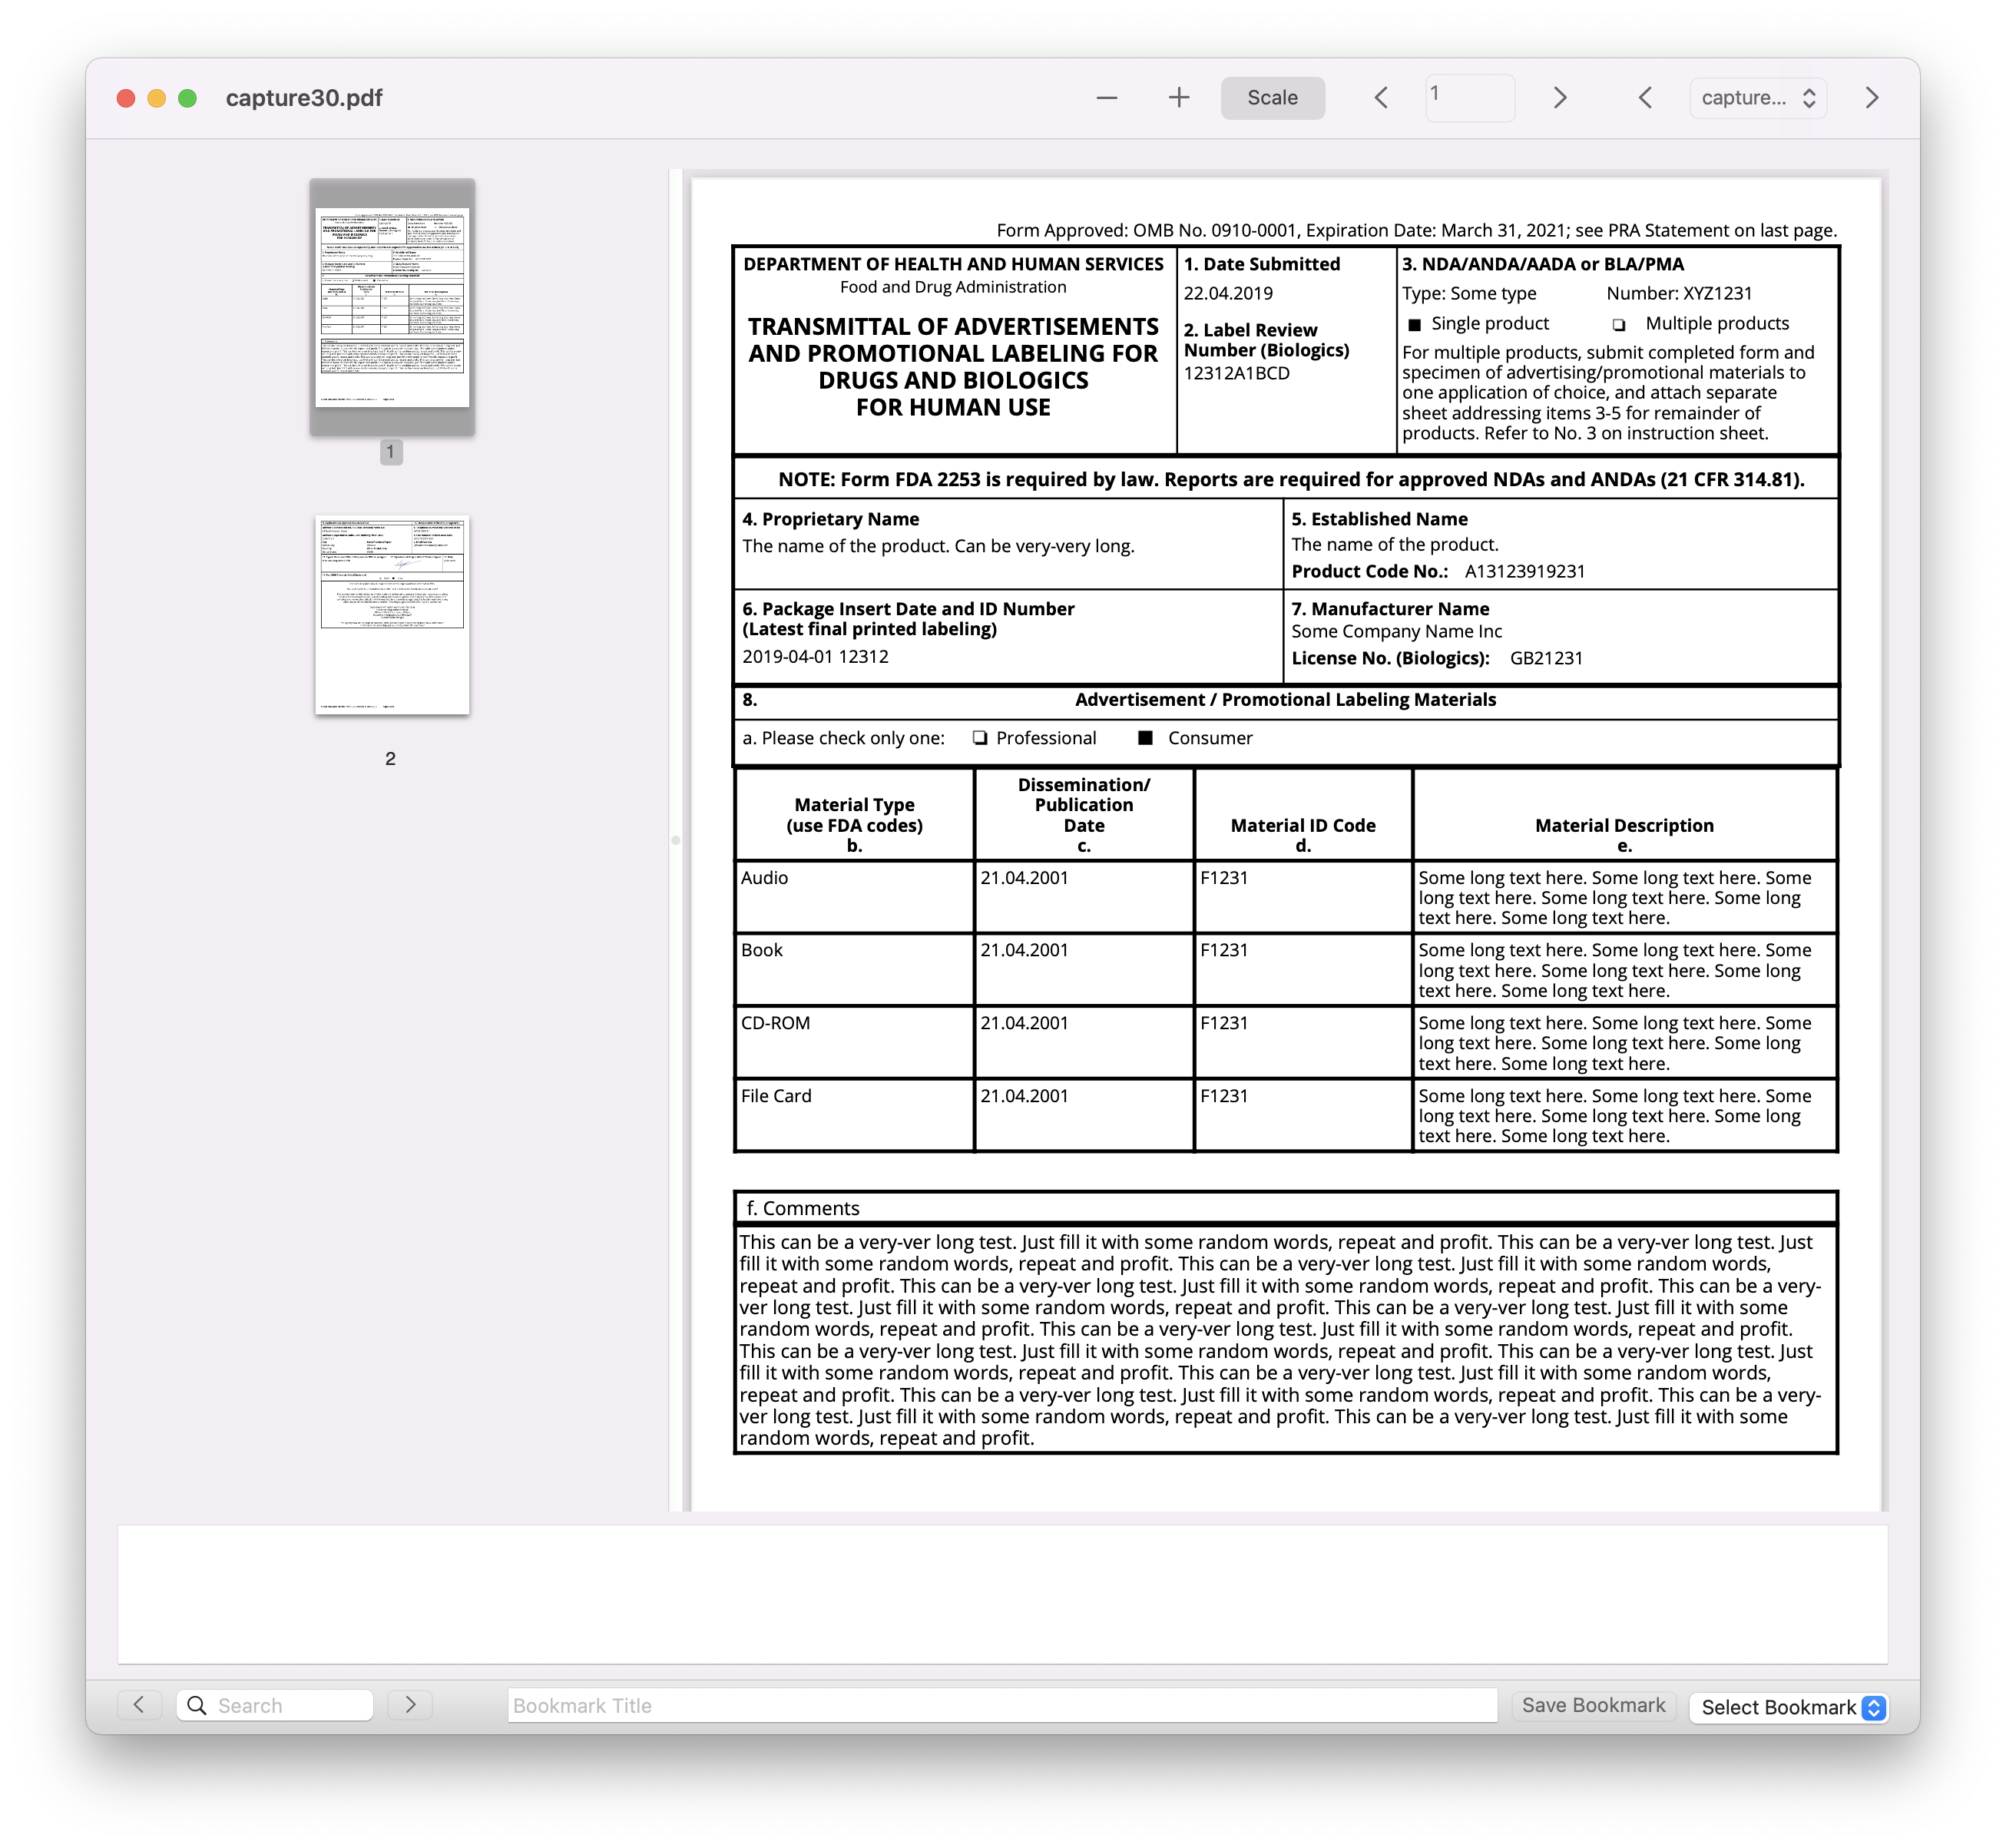 capture30.pdf
Scale
1
capture...
1
2
Form Approved: OMB No. 0910-0001, Expiration Date: March 31, 2021; see PRA Statement on last page.
DEPARTMENT OF HEALTH AND HUMAN SERVICES
Food and Drug Administration
TRANSMITTAL OF ADVERTISEMENTS
AND PROMOTIONAL LABELING FOR
DRUGS AND BIOLOGICS
FOR HUMAN USE
1. Date Submitted
22.04.2019
2. Label Review
Number (Biologics)
12312A1BCD
3. NDA/ANDA/AADA or BLA/PMA
Type: Some type Number: XYZ1231
Single product Multiple products
For multiple products, submit completed form and
specimen of advertising/promotional materials to
one application of choice, and attach separate
sheet addressing items 3-5 for remainder of
products. Refer to No. 3 on instruction sheet.
NOTE: Form FDA 2253 is required by law. Reports are required for approved NDAs and ANDAs (21 CFR 314.81).
4. Proprietary Name
The name of the product. Can be very-very long.
5. Established Name
The name of the product.
Product Code No.: A13123919231
6. Package Insert Date and ID Number
(Latest final printed labeling)
2019-04-01 12312
7. Manufacturer Name
Some Company Name Inc
License No. (Biologics): GB21231
8. Advertisement / Promotional Labeling Materials
a. Please check only one: Professional Consumer
Material Type
(use FDA codes)
b.
Dissemination/
Publication
Date
c.
Material ID Code
d.
Material Description
e.
Audio
21.04.2001
F1231
Some long text here. Some long text here. Some
long text here. Some long text here. Some long
text here. Some long text here.
Book
21.04.2001
F1231
Some long text here. Some long text here. Some
long text here. Some long text here. Some long
text here. Some long text here.
CD-ROM
21.04.2001
F1231
Some long text here. Some long text here. Some
long text here. Some long text here. Some long
text here. Some long text here.
File Card
21.04.2001
F1231
Some long text here. Some long text here. Some
long text here. Some long text here. Some long
text here. Some long text here.
f. Comments
This can be a very-ver long test. Just fill it with some random words, repeat and profit. This can be a very-ver long test. Just
fill it with some random words, repeat and profit. This can be a very-ver long test. Just fill it with some random words,
repeat and profit. This can be a very-ver long test. Just fill it with some random words, repeat and profit. This can be a very-
ver long test. Just fill it with some random words, repeat and profit. This can be a very-ver long test. Just fill it with some
random words, repeat and profit. This can be a very-ver long test. Just fill it with some random words, repeat and profit.
This can be a very-ver long test. Just fill it with some random words, repeat and profit. This can be a very-ver long test. Just
fill it with some random words, repeat and profit. This can be a very-ver long test. Just fill it with some random words,
repeat and profit. This can be a very-ver long test. Just fill it with some random words, repeat and profit. This can be a very-
ver long test. Just fill it with some random words, repeat and profit. This can be a very-ver long test. Just fill it with some
random words, repeat and profit.
Search
Bookmark Title
Save Bookmark
Select Bookmark